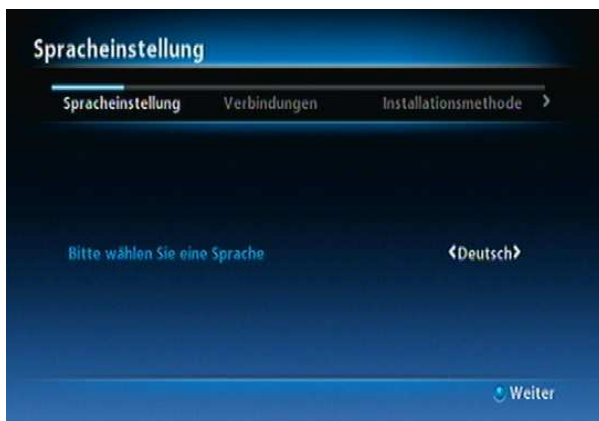 Spracheinstellung
Spracheinstellung Verbindungen Installationsmethode >
Bitte wählen Sie eine Sprache <Deutsch>
Weiter